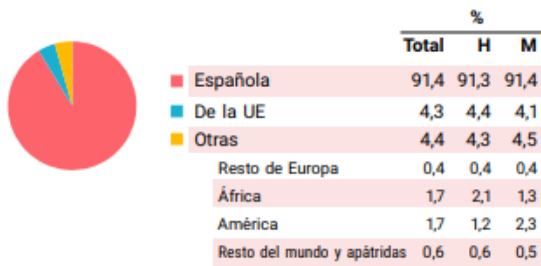 %
Total H M
Española 91,4 91,3 91,4
De la UE 4,3 4,4 4,1
Otras 4,4 4,3 4,5
Resto de Europa 0,4 0,4 0,4
África 1,7 2,1 1,3
América 1,7 1,2 2,3
Resto del mundo y apátridas 0,6 0,6 0,5